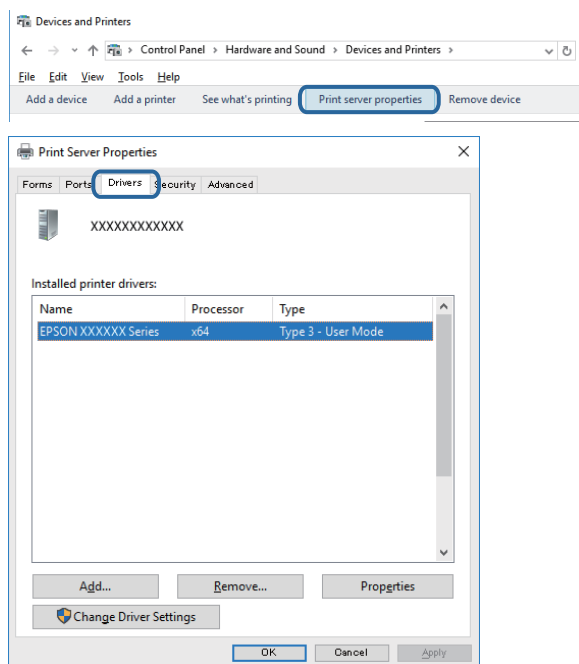 Devices and Printers
Control Panel > Hardware and Sound > Devices and Printers >
File Edit View Tools Help
Add a device Add a printer See what's printing Print server properties Remove device
Print Server Properties
Forms Ports Drivers Security Advanced
XXXXXXXXXXXX
Installed printer drivers:
Name Processor Type
EPSON XXXXXX Series x64 Type 3 - User Mode
Add... Remove... Properties
Change Driver Settings
OK Cancel Apply